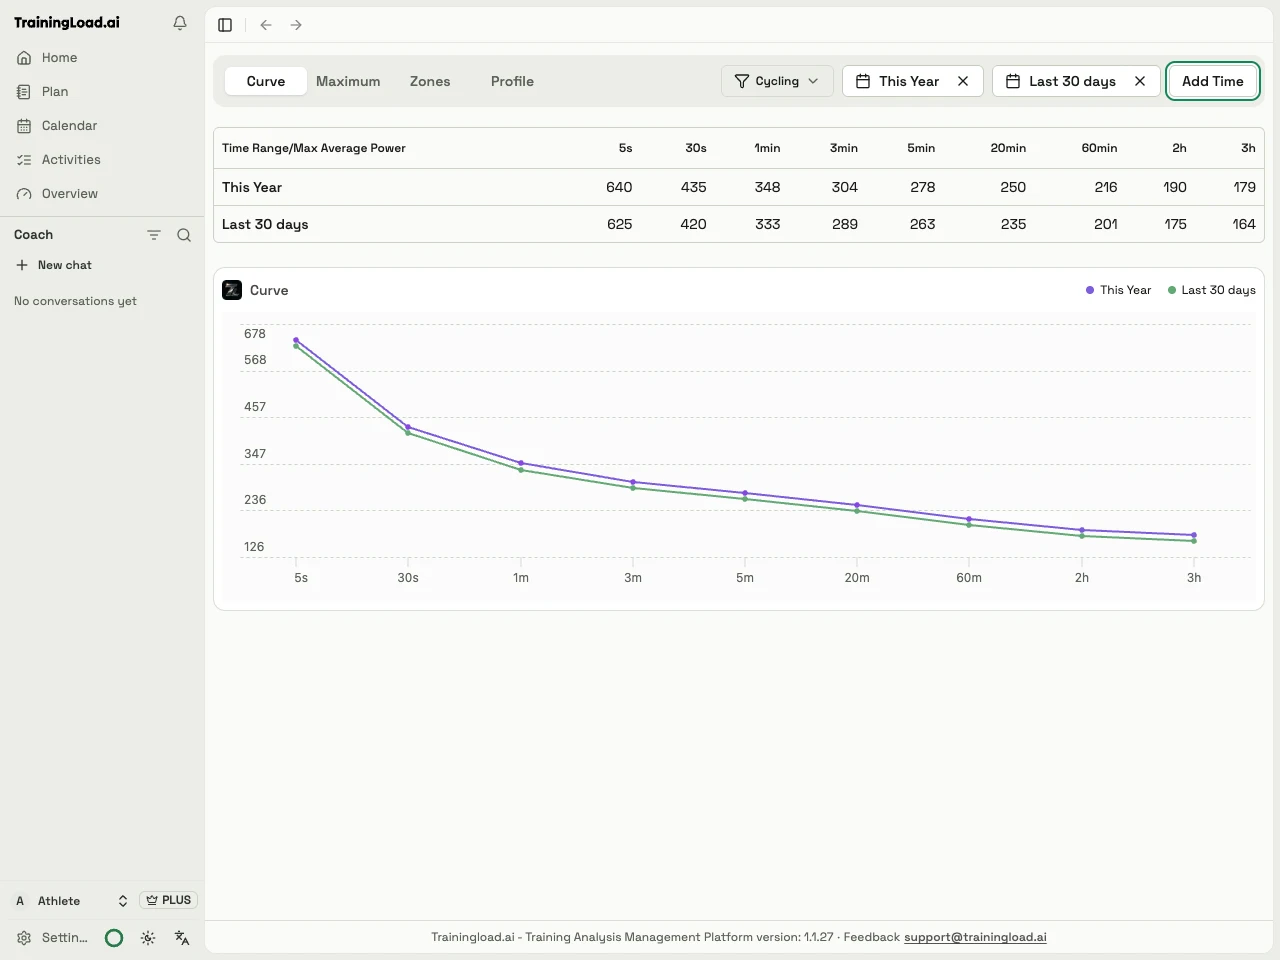 TrainingLoad.ai
Home
Plan
Calendar
Activities
Overview
Coach
New chat
No conversations yet
A Athlete PLUS
Settin...
Curve Maximum Zones Profile Cycling This Year Last 30 days Add Time
Time Range/Max Average Power 5s 30s 1min 3min 5min 20min 60min 2h 3h
This Year 640 435 348 304 278 250 216 190 179
Last 30 days 625 420 333 289 263 235 201 175 164
Curve This Year Last 30 days
678
568
457
347
236
126
5s 30s 1m 3m 5m 20m 60m 2h 3h
Trainingload.ai - Training Analysis Management Platform version: 1.1.27 · Feedback support@trainingload.ai